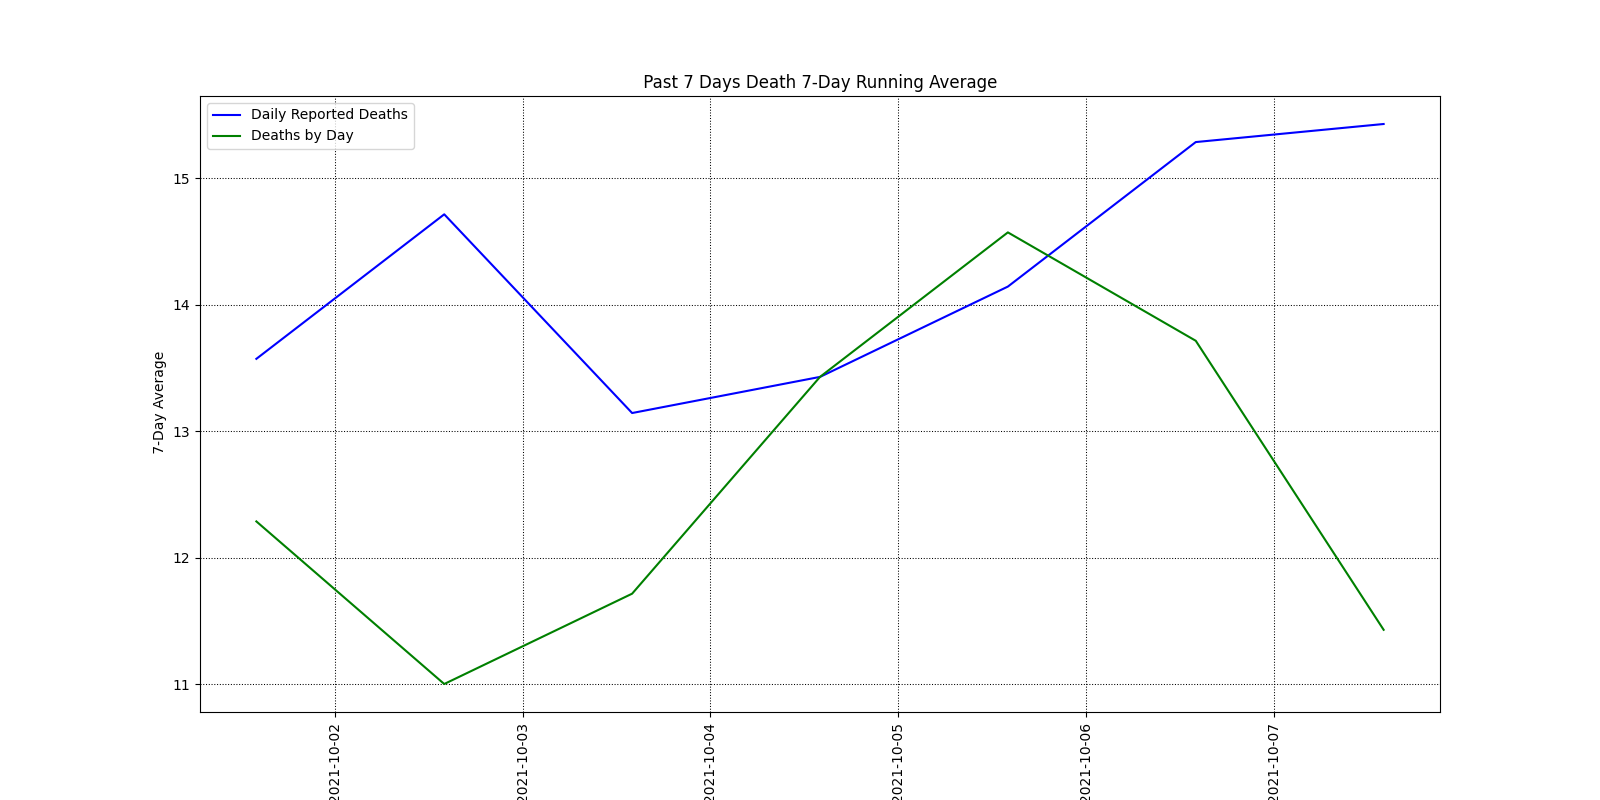 Past 7 Days Death 7-Day Running Average
Daily Reported Deaths
Deaths by Day
7-Day Average
15
14
13
12
11
2021-10-02
2021-10-03
2021-10-04
2021-10-05
2021-10-06
2021-10-07